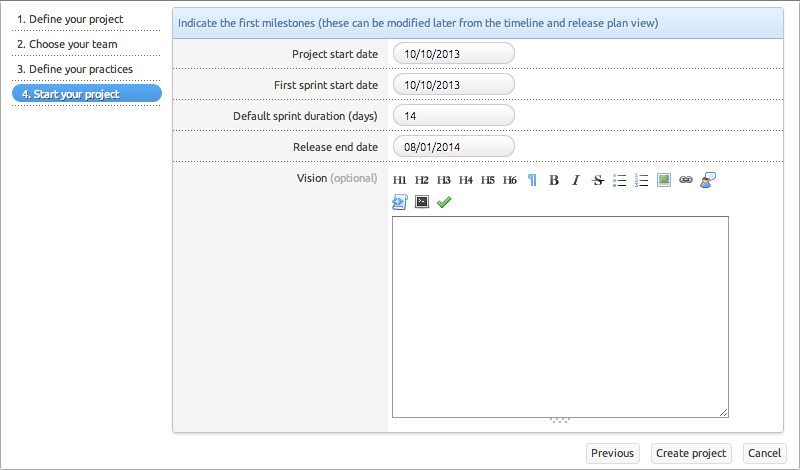 1. Define your project
2. Choose your team
3. Define your practices
4. Start your project
Indicate the first milestones (these can be modified later from the timeline and release plan view)
Project start date 10/10/2013
First sprint start date 10/10/2013
Default sprint duration (days) 14
Release end date 08/01/2014
Vision (optional) H1 H2 H3 H4 H5 H6 ¶ B I S
Previous Create project Cancel